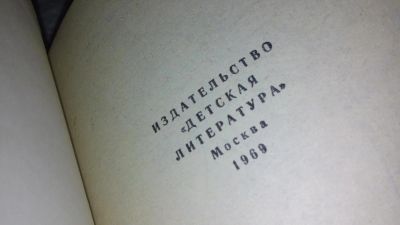 ИЗДАТЕЛЬСТВО
«ДЕТСКАЯ
ЛИТЕРАТУРА»
Москва
1969